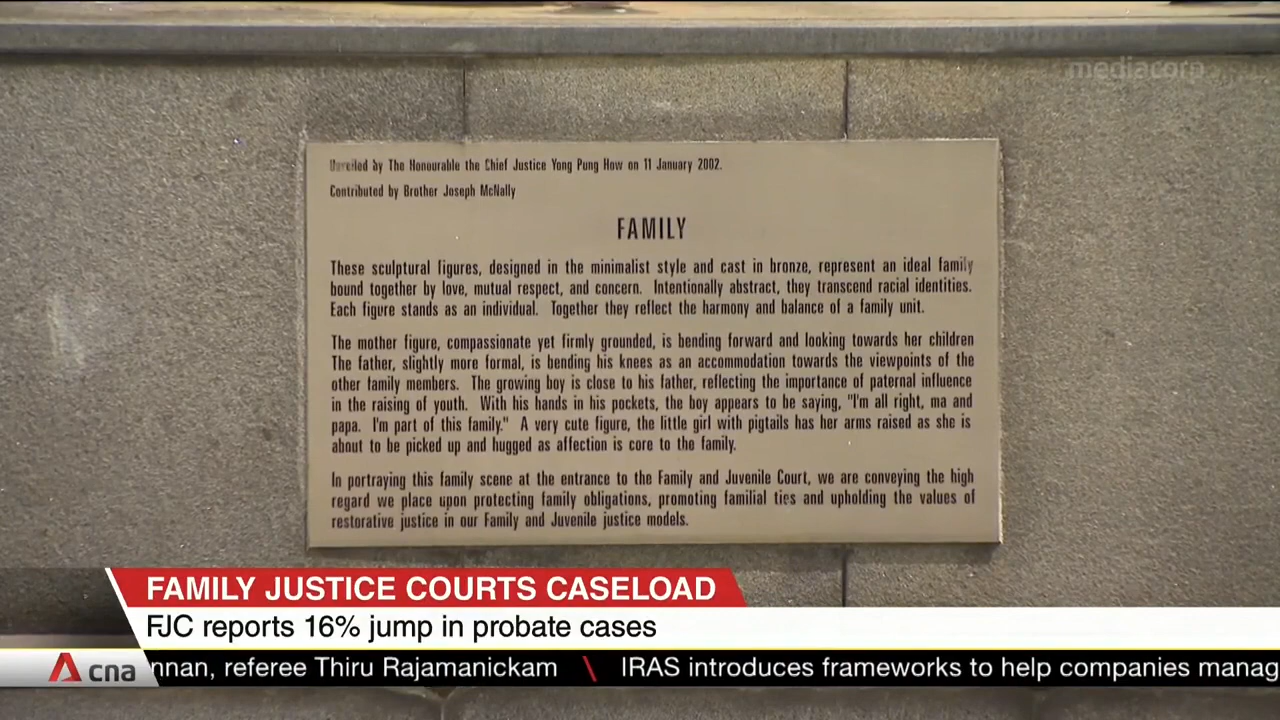 mediacorp
Unveiled by The Honourable the Chief Justice Yong Pung How on 11 January 2002.
Contributed by Brother Joseph McNally
FAMILY
These sculptural figures, designed in the minimalist style and cast in bronze, represent an ideal family
bound together by love, mutual respect, and concern. Intentionally abstract, they transcend racial identities.
Each figure stands as an individual. Together they reflect the harmony and balance of a family unit.
The mother figure, compassionate yet firmly grounded, is bending forward and looking towards her children
The father, slightly more formal, is bending his knees as an accommodation towards the viewpoints of the
other family members. The growing boy is close to his father, reflecting the importance of paternal influence
in the raising of youth. With his hands in his pockets, the boy appears to be saying, "I'm all right, ma and
papa. I'm part of this family." A very cute figure, the little girl with pigtails has her arms raised as she is
about to be picked up and hugged as affection is core to the family.
In portraying this family scene at the entrance to the Family and Juvenile Court, we are conveying the high
regard we place upon protecting family obligations, promoting familial ties and upholding the values of
restorative justice in our Family and Juvenile justice models.
FAMILY JUSTICE COURTS CASELOAD
FJC reports 16% jump in probate cases
cna nnan, referee Thiru Rajamanickam \ IRAS introduces frameworks to help companies manag